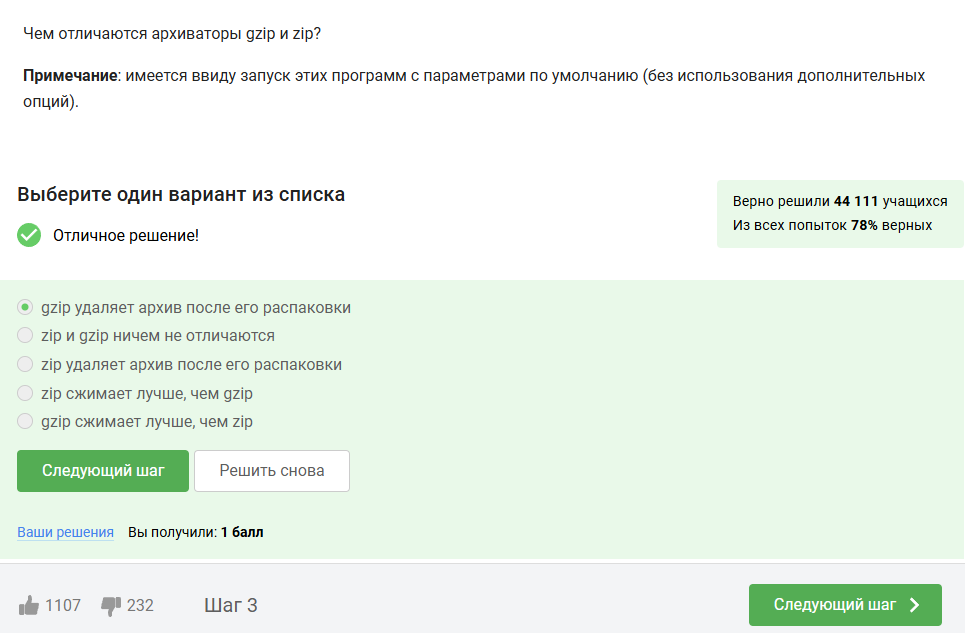 Чем отличаются архиваторы gzip и zip?
Примечание: имеется ввиду запуск этих программ с параметрами по умолчанию (без использования дополнительных
опций).
Выберите один вариант из списка
Верно решили 44 111 учащихся
Из всех попыток 78% верных
Отличное решение!
gzip удаляет архив после его распаковки
zip и gzip ничем не отличаются
zip удаляет архив после его распаковки
zip сжимает лучше, чем gzip
gzip сжимает лучше, чем zip
Следующий шаг
Решить снова
Ваши решения Вы получили: 1 балл
1107 232 Шаг 3
Следующий шаг